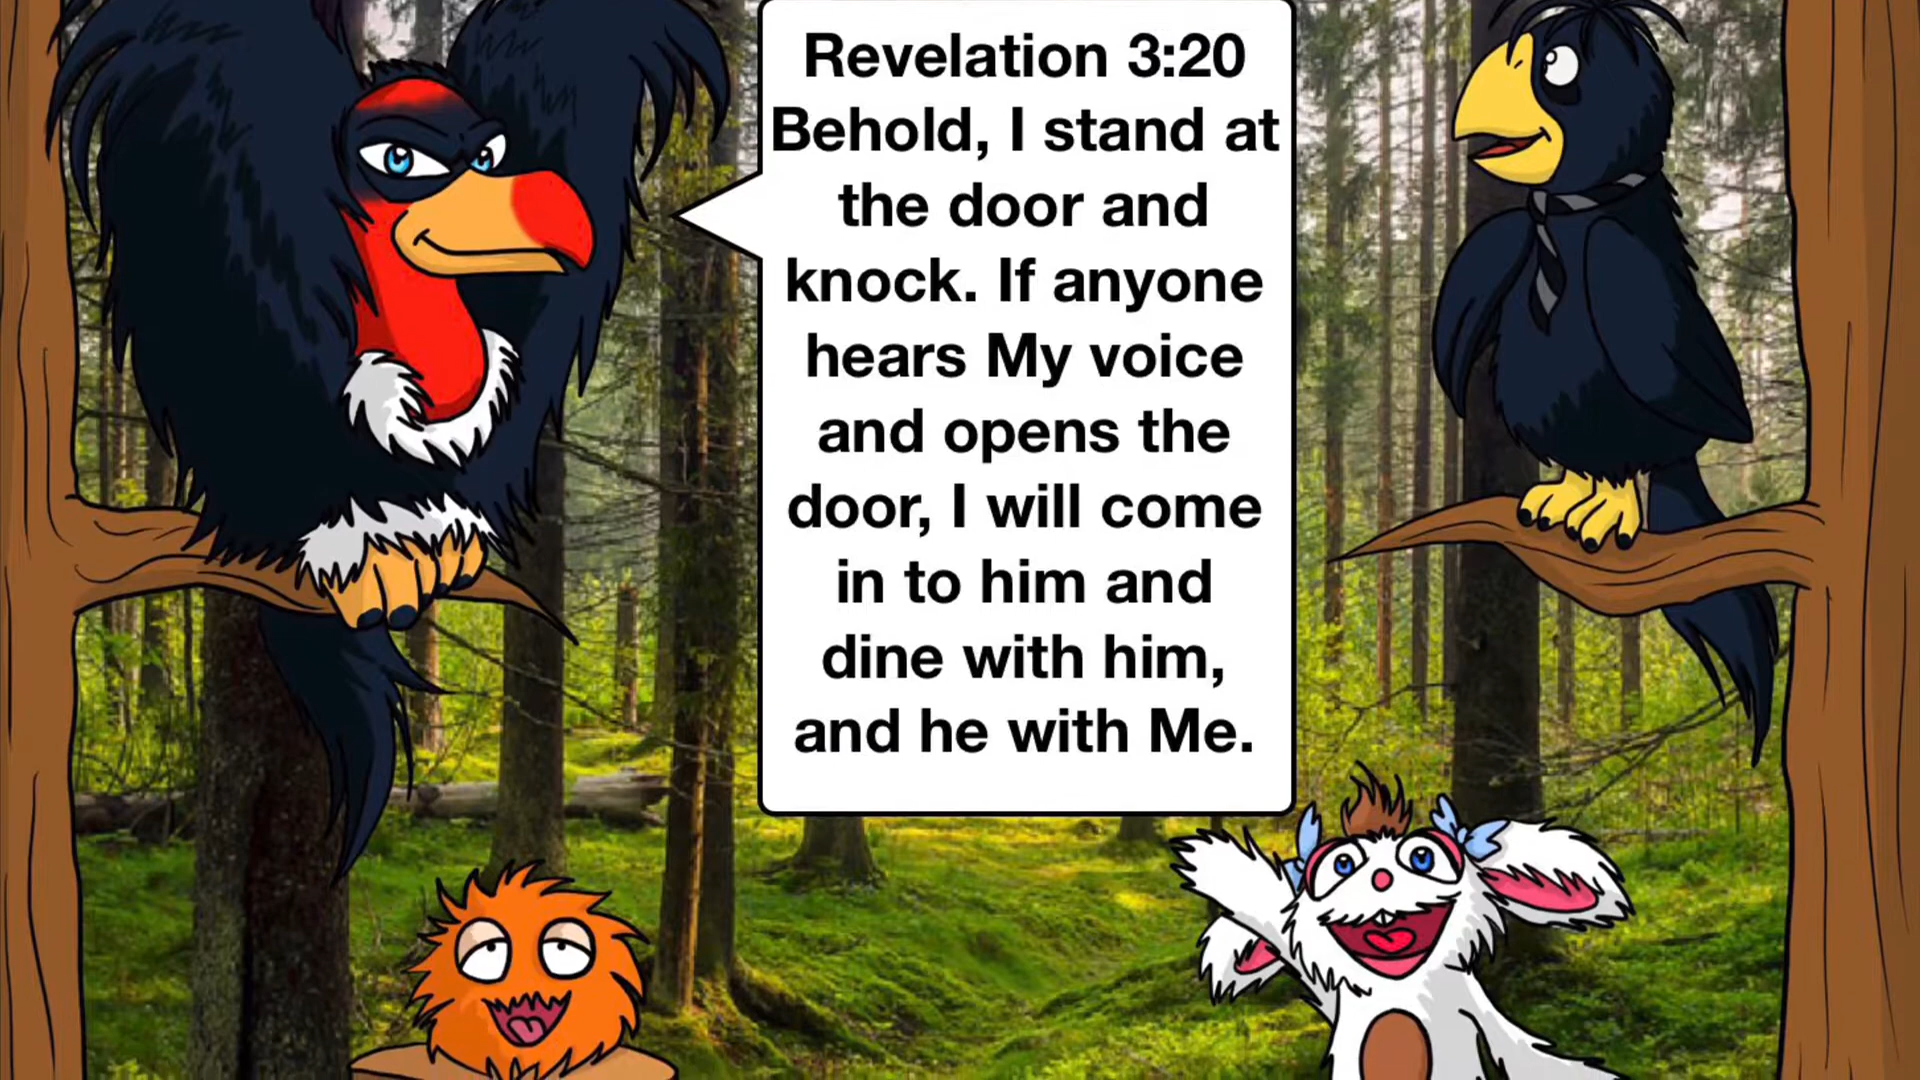 Revelation 3:20
Behold, I stand at
the door and
knock. If anyone
hears My voice
and opens the
door, I will come
in to him and
dine with him,
and he with Me.